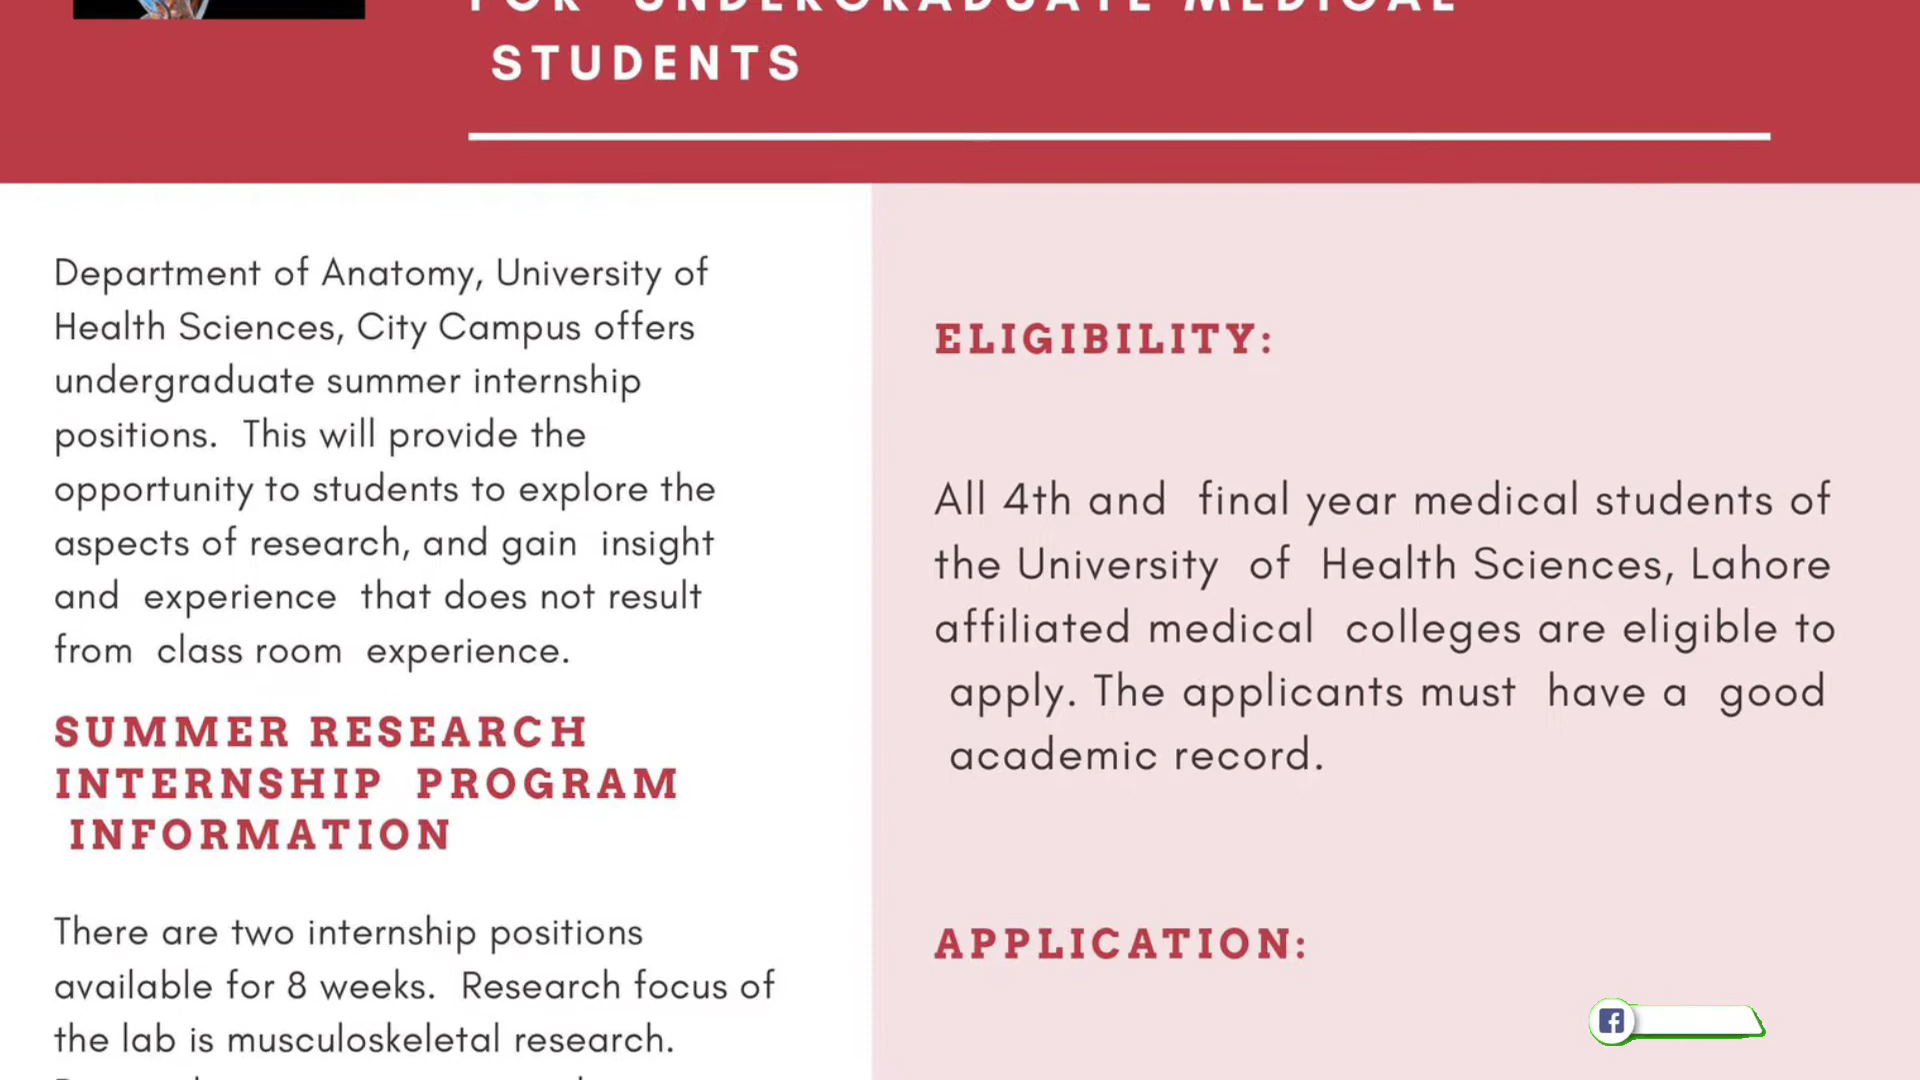 FOR UNDERGRADUATE MEDICAL
STUDENTS
Department of Anatomy, University of
Health Sciences, City Campus offers
undergraduate summer internship
positions. This will provide the
opportunity to students to explore the
aspects of research, and gain insight
and experience that does not result
from class room experience.
SUMMER RESEARCH
INTERNSHIP PROGRAM
INFORMATION
There are two internship positions
available for 8 weeks. Research focus of
the lab is musculoskeletal research.
ELIGIBILITY:
All 4th and final year medical students of
the University of Health Sciences, Lahore
affiliated medical colleges are eligible to
apply. The applicants must have a good
academic record.
APPLICATION: